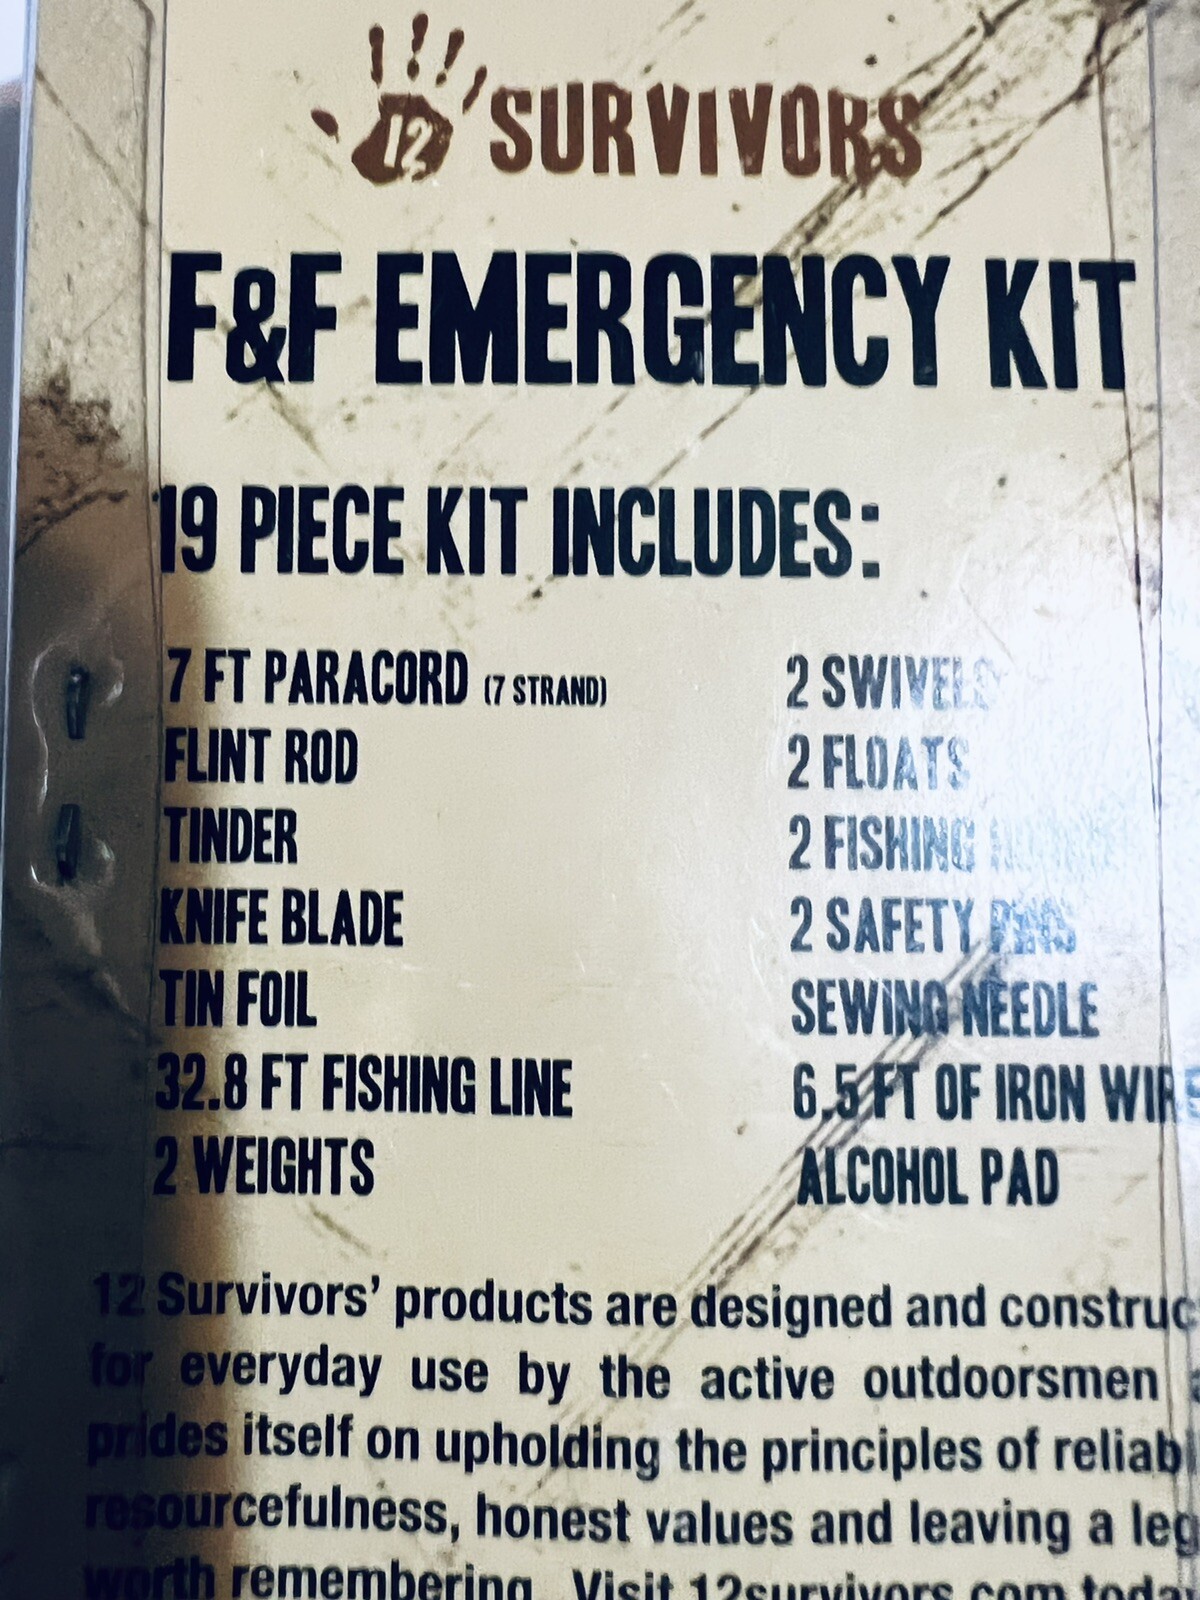 12 SURVIVORS
F&F EMERGENCY KIT
19 PIECE KIT INCLUDES:
7 FT PARACORD (7 STRAND)
FLINT ROD
TINDER
KNIFE BLADE
TIN FOIL
32.8 FT FISHING LINE
2 WEIGHTS
2 SWIVELS
2 FLOATS
2 FISHING
2 SAFETY PINS
SEWING NEEDLE
6.5 FT OF IRON WIRE
ALCOHOL PAD
12 Survivors' products are designed and construc
for everyday use by the active outdoorsmen
prides itself on upholding the principles of reliab
resourcefulness, honest values and leaving a leg
worth remembering. Visit 12survivors.com toda